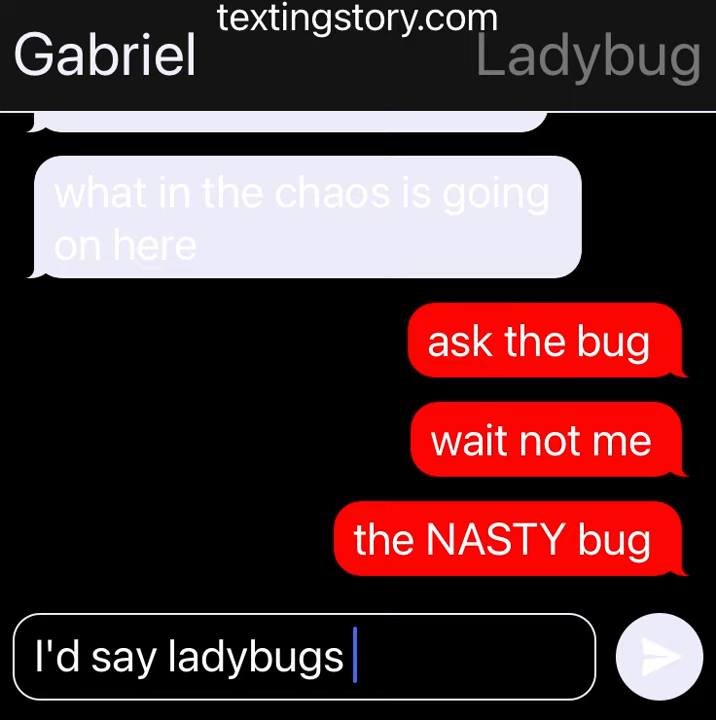 textingstory.com
Gabriel
Ladybug
what in the chaos is going
on here
ask the bug
wait not me
the NASTY bug
I'd say ladybugs